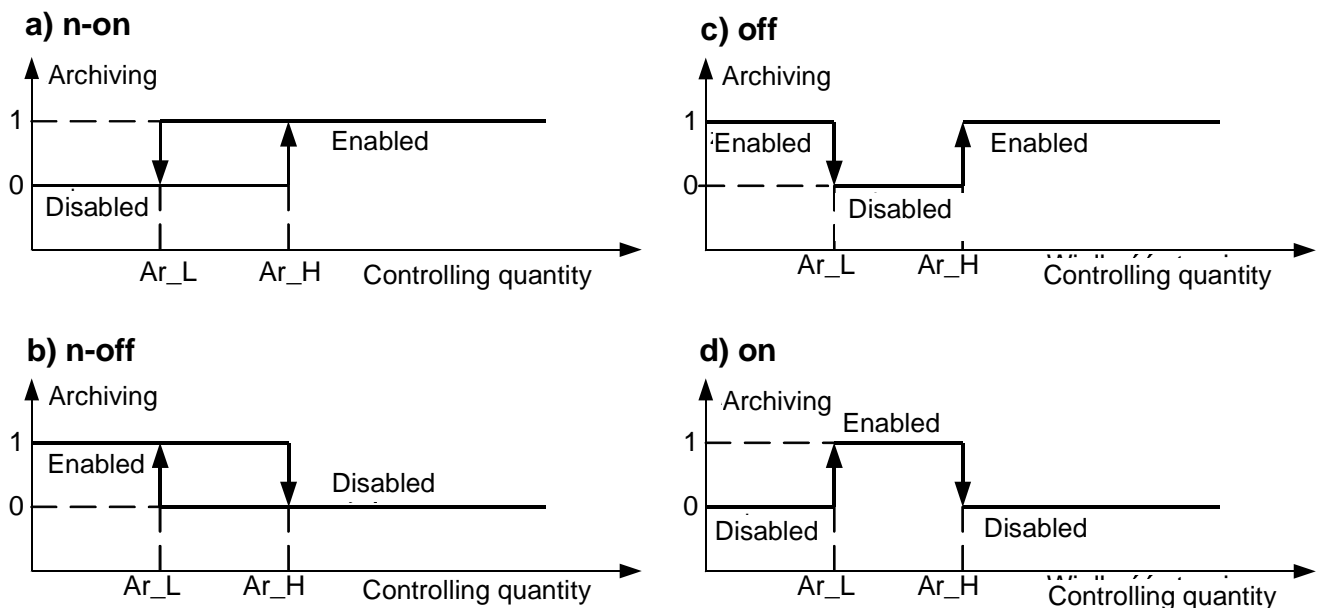 a) n-on
Archiving
1
Enabled
0
Disabled
Ar_L
Ar_H
Controlling quantity
c) off
Archiving
1
Enabled
Enabled
0
Disabled
Ar_L
Ar_H
Controlling quantity
b) n-off
Archiving
1
Enabled
Disabled
0
Ar_L
Ar_H
Controlling quantity
d) on
Archiving
Enabled
1
0
Disabled
Disabled
Ar_L
Ar_H
Controlling quantity